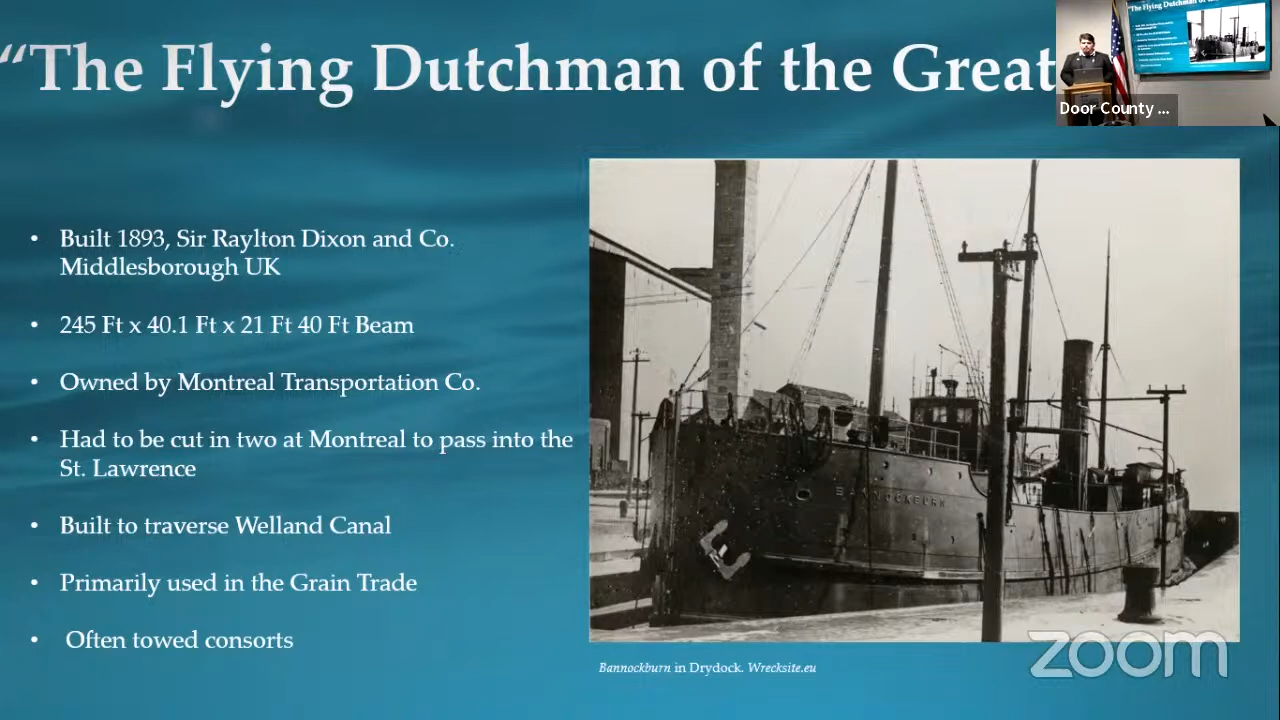 “The Flying Dutchman of the Great
Door County ...
• Built 1893, Sir Raylton Dixon and Co.
Middlesborough UK
• 245 Ft x 40.1 Ft x 21 Ft 40 Ft Beam
• Owned by Montreal Transportation Co.
• Had to be cut in two at Montreal to pass into the
St. Lawrence
• Built to traverse Welland Canal
• Primarily used in the Grain Trade
• Often towed consorts
BANNOCKBURN
Bannockburn in Drydock. Wrecksite.eu
zoom